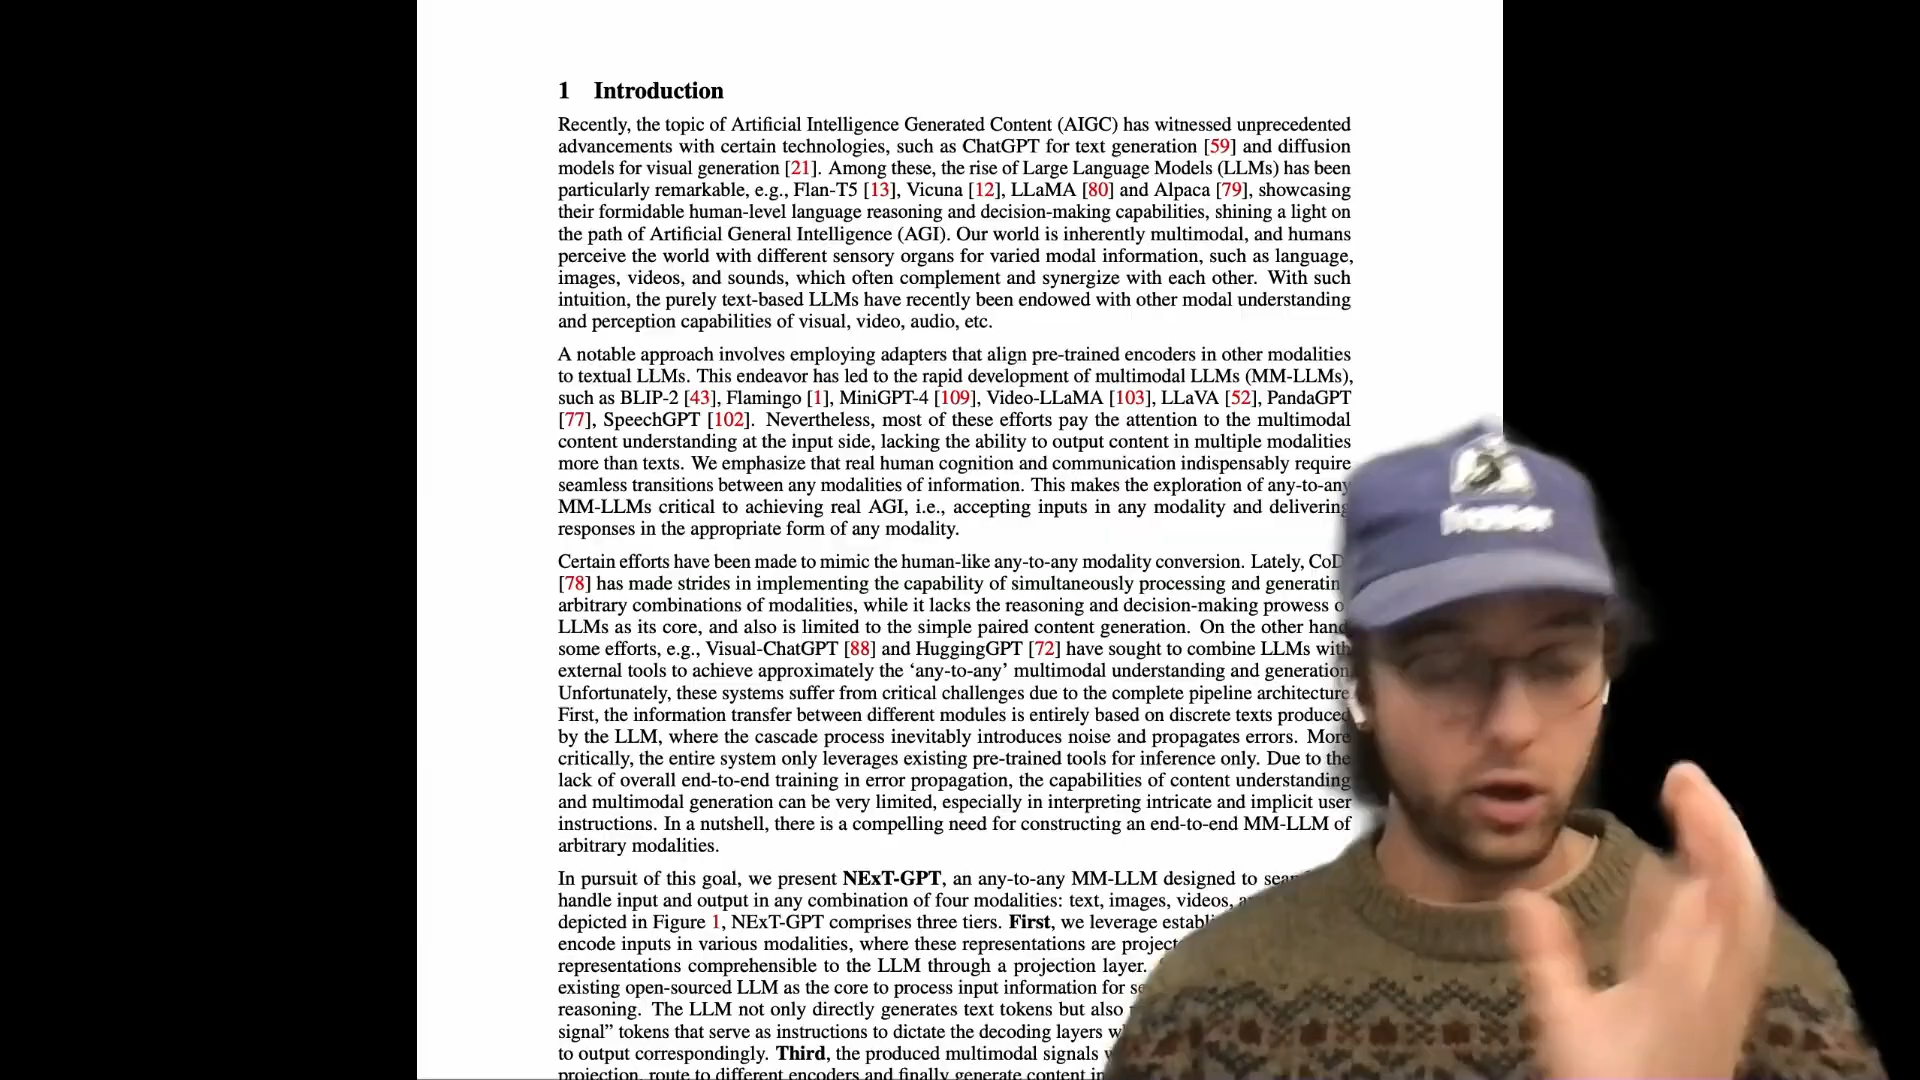 1 Introduction
Recently, the topic of Artificial Intelligence Generated Content (AIGC) has witnessed unprecedented
advancements with certain technologies, such as ChatGPT for text generation [59] and diffusion
models for visual generation [21]. Among these, the rise of Large Language Models (LLMs) has been
particularly remarkable, e.g., Flan-T5 [13], Vicuna [12], LLaMA [80] and Alpaca [79], showcasing
their formidable human-level language reasoning and decision-making capabilities, shining a light on
the path of Artificial General Intelligence (AGI). Our world is inherently multimodal, and humans
perceive the world with different sensory organs for varied modal information, such as language,
images, videos, and sounds, which often complement and synergize with each other. With such
intuition, the purely text-based LLMs have recently been endowed with other modal understanding
and perception capabilities of visual, video, audio, etc.
A notable approach involves employing adapters that align pre-trained encoders in other modalities
to textual LLMs. This endeavor has led to the rapid development of multimodal LLMs (MM-LLMs),
such as BLIP-2 [43], Flamingo [1], MiniGPT-4 [109], Video-LLaMA [103], LLaVA [52], PandaGPT
[77], SpeechGPT [102]. Nevertheless, most of these efforts pay the attention to the multimodal
content understanding at the input side, lacking the ability to output content in multiple modalities
more than texts. We emphasize that real human cognition and communication indispensably require
seamless transitions between any modalities of information. This makes the exploration of any-to-any
MM-LLMs critical to achieving real AGI, i.e., accepting inputs in any modality and delivering
responses in the appropriate form of any modality.
Certain efforts have been made to mimic the human-like any-to-any modality conversion. Lately, CoD
[78] has made strides in implementing the capability of simultaneously processing and generatin
arbitrary combinations of modalities, while it lacks the reasoning and decision-making prowess o
LLMs as its core, and also is limited to the simple paired content generation. On the other hand
some efforts, e.g., Visual-ChatGPT [88] and HuggingGPT [72] have sought to combine LLMs with
external tools to achieve approximately the ‘any-to-any’ multimodal understanding and generation
Unfortunately, these systems suffer from critical challenges due to the complete pipeline architecture
First, the information transfer between different modules is entirely based on discrete texts produced
by the LLM, where the cascade process inevitably introduces noise and propagates errors. More
critically, the entire system only leverages existing pre-trained tools for inference only. Due to the
lack of overall end-to-end training in error propagation, the capabilities of content understanding
and multimodal generation can be very limited, especially in interpreting intricate and implicit user
instructions. In a nutshell, there is a compelling need for constructing an end-to-end MM-LLM of
arbitrary modalities.
In pursuit of this goal, we present NExT-GPT, an any-to-any MM-LLM designed to
handle input and output in any combination of four modalities: text, images, videos,
depicted in Figure 1, NExT-GPT comprises three tiers. First, we leverage
encode inputs in various modalities, where these representations are
representations comprehensible to the LLM through a projection layer.
existing open-sourced LLM as the core to process input information for
reasoning. The LLM not only directly generates text tokens but also
signal” tokens that serve as instructions to dictate the decoding layers
to output correspondingly. Third, the produced multimodal signals
projection, route to different encoders and finally generate content in